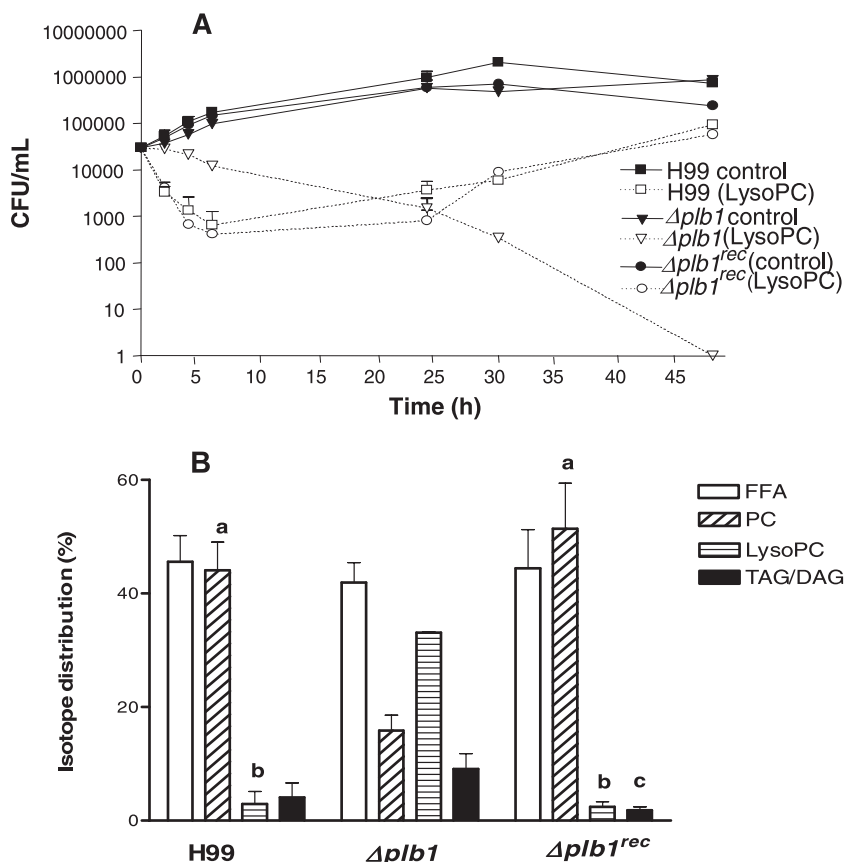 A
10000000
1000000
100000
10000
1000
100
10
1
CFU/mL
0 5 10 15 20 25 30 35 40 45
Time (h)
H99 control
H99 (LysoPC)
Δplb1 control
Δplb1(LysoPC)
Δplb1rec(control)
Δplb1rec(LysoPC)
B
60
40
20
0
Isotope distribution (%)
a
b
a
b c
H99 Δplb1 Δplb1rec
FFA
PC
LysoPC
TAG/DAG